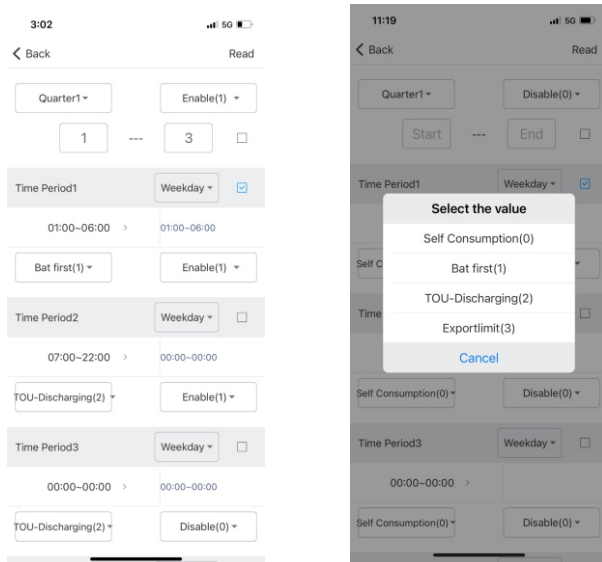 3:02
5G
Back
Read
Quarter1
Enable(1)
1 --- 3
Time Period1
Weekday
01:00~06:00 >
01:00~06:00
Bat first(1)
Enable(1)
Time Period2
Weekday
07:00~22:00 >
00:00~00:00
TOU-Discharging(2)
Enable(1)
Time Period3
Weekday
00:00~00:00 >
00:00~00:00
TOU-Discharging(2)
Disable(0)
11:19
5G
Back
Read
Quarter1
Disable(0)
Start --- End
Time Period1
Weekday
Select the value
Self Consumption(0)
Bat first(1)
TOU-Discharging(2)
Exportlimit(3)
Cancel
Self C
Time
Self Consumption(0)
Disable(0)
Time Period3
Weekday
00:00~00:00 >
Self Consumption(0)
Disable(0)